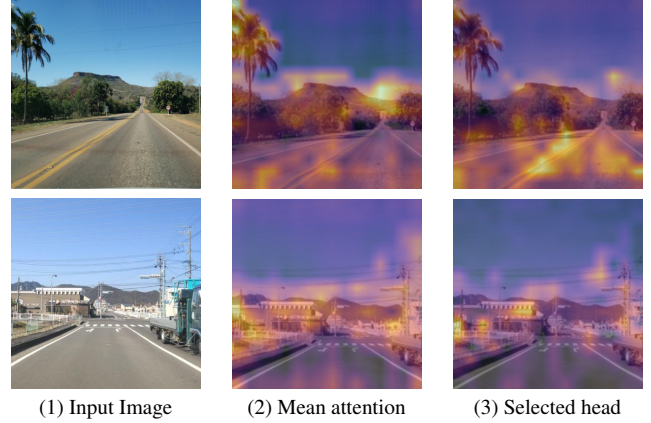 (1) Input Image
(2) Mean attention
(3) Selected head